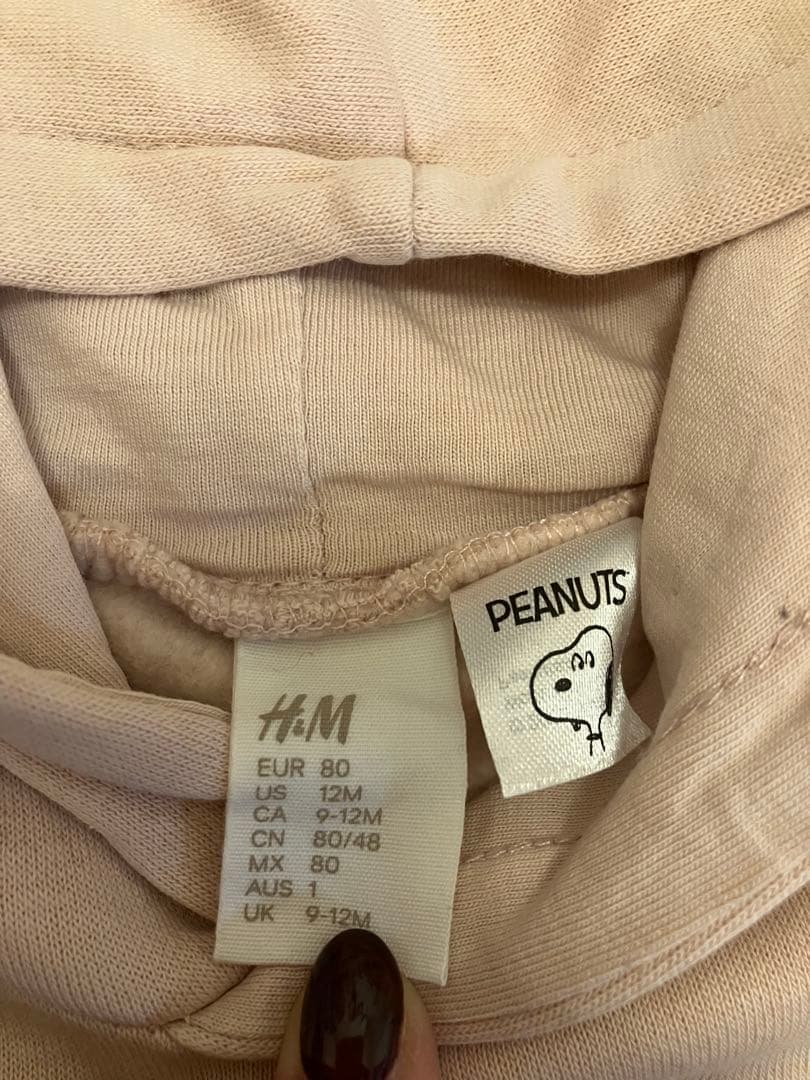 PEANUTS
H&M
EUR 80
US 12M
CA 9-12M
CN 80/48
MX 80
AUS 1
UK 9-12M